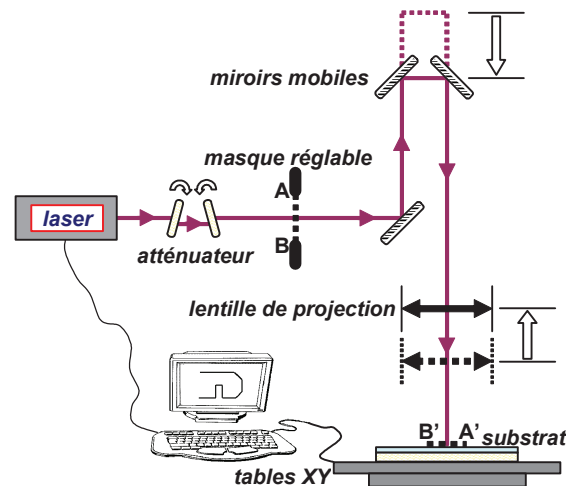 miroirs mobiles
masque réglable
A
laser
B
atténuateur
lentille de projection
B' A' substrat
tables XY